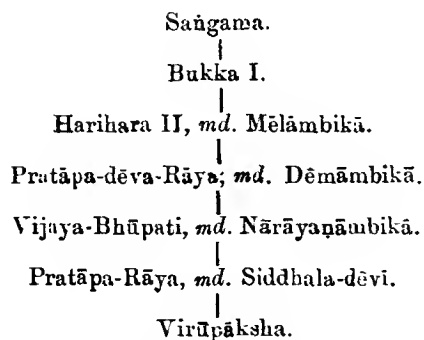 Saṅgama.
Bukka I.
Harihara II, md. Mēlāmbikā.
Pratāpa-dēva-Rāya; md. Dēmāmbikā.
Vijaya-Bhūpati, md. Nārāyaṇāmbikā.
Pratāpa-Rāya, md. Siddhala-dēvi.
Virūpāksha.